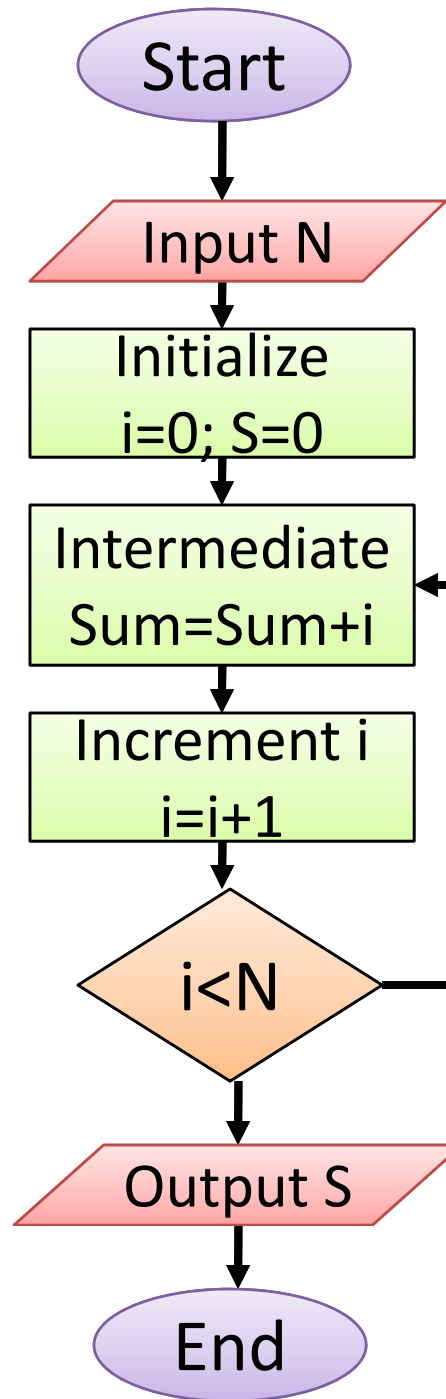 Start
Input N
Initialize
i=0; S=0
Intermediate
Sum=Sum+i
Increment i
i=i+1
i<N
Output S
End